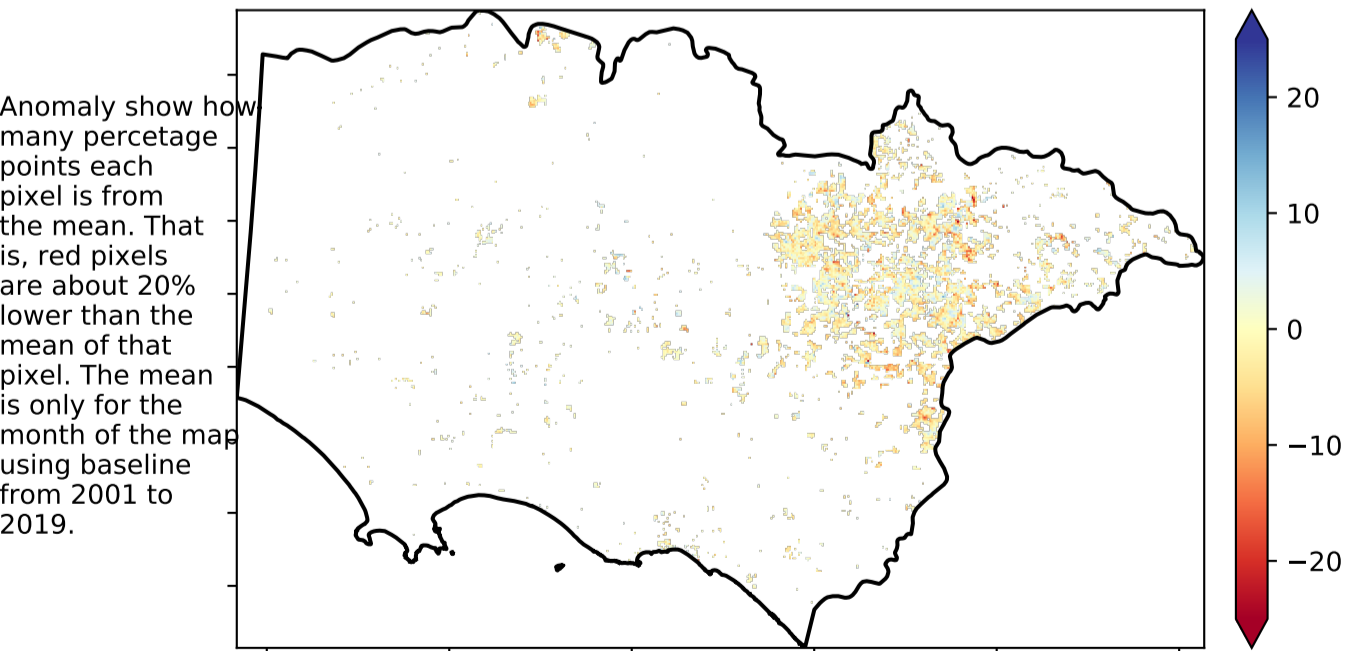 Anomaly show how
many percetage
points each
pixel is from
the mean. That
is, red pixels
are about 20%
lower than the
mean of that
pixel. The mean
is only for the
month of the map
using baseline
from 2001 to
2019.
20
10
0
−10
−20